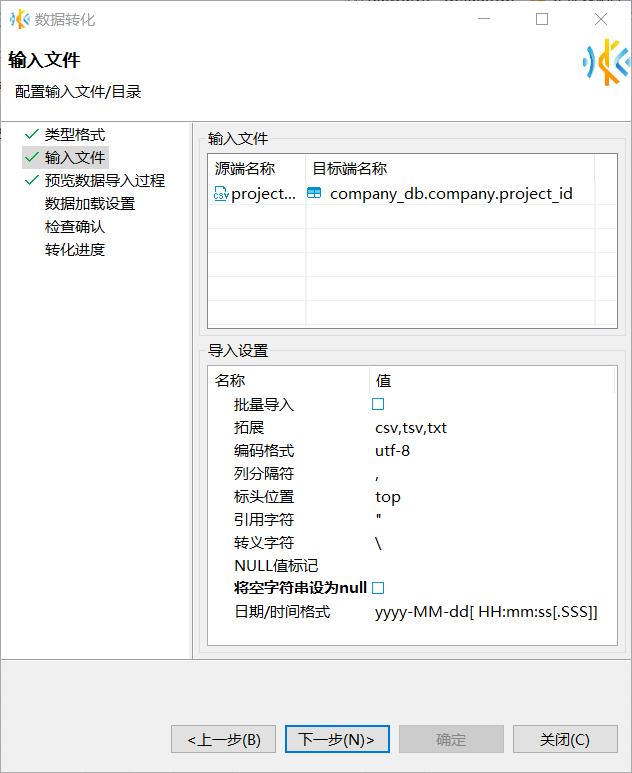 数据转化
输入文件
配置输入文件/目录
类型格式
输入文件
预览数据导入过程
数据加载设置
检查确认
转化进度
输入文件
源端名称 目标端名称
CSV project... company_db.company.project_id
导入设置
名称 值
批量导入
拓展 csv,tsv,txt
编码格式 utf-8
列分隔符 ,
标头位置 top
引用字符 "
转义字符 \
NULL值标记
将空字符串设为null
日期/时间格式 yyyy-MM-dd[ HH:mm:ss[.SSS]]
<上一步(B) 下一步(N)> 确定 关闭(C)